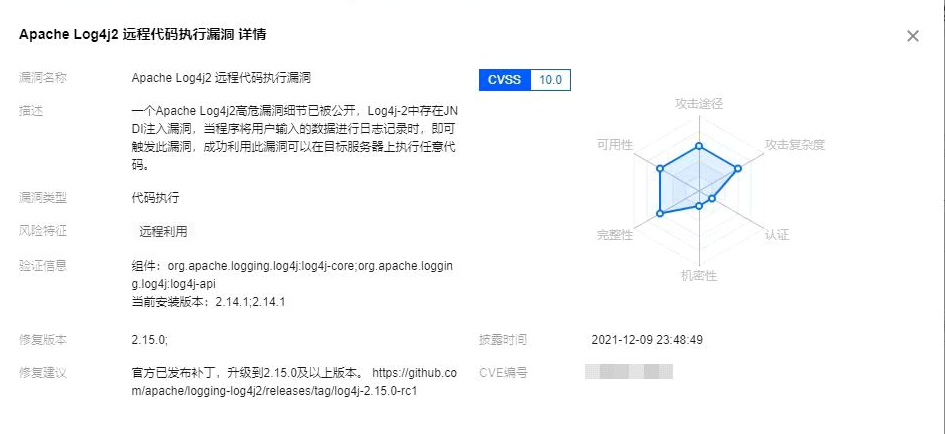 Apache Log4j2 远程代码执行漏洞 详情
漏洞名称
Apache Log4j2 远程代码执行漏洞
描述
一个Apache Log4j2高危漏洞细节已被公开，Log4j-2中存在JN
DI注入漏洞，当程序将用户输入的数据进行日志记录时，即可
触发此漏洞，成功利用此漏洞可以在目标服务器上执行任意代
码。
漏洞类型
代码执行
风险特征
远程利用
验证信息
组件：org.apache.logging.log4j:log4j-core;org.apache.loggin
g.log4j:log4j-api
当前安装版本：2.14.1;2.14.1
修复版本
2.15.0;
修复建议
官方已发布补丁，升级到2.15.0及以上版本。 https://github.co
m/apache/logging-log4j2/releases/tag/log4j-2.15.0-rc1
CVSS 10.0
攻击途径
可用性
攻击复杂度
完整性
认证
机密性
披露时间
2021-12-09 23:48:49
CVE编号